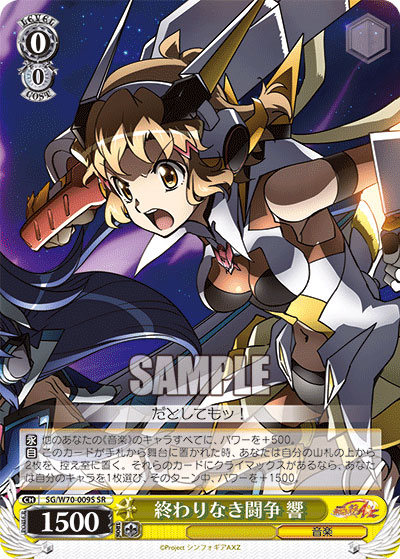 LEVEL
0
0
COST
SAMPLE
だとしてもッ！
永 他のあなたの《音楽》のキャラすべてに、パワーを＋500。
自 このカードが手札から舞台に置かれた時、あなたは自分の山札の上から
2枚を、控え室に置く。それらのカードにクライマックスがあるなら、あなた
は自分のキャラを1枚選び、そのターン中、パワーを＋1500。
CH SG/W70-009S SR
1500
終わりなき闘争 響
音楽
©Project シンフォギアAXZ